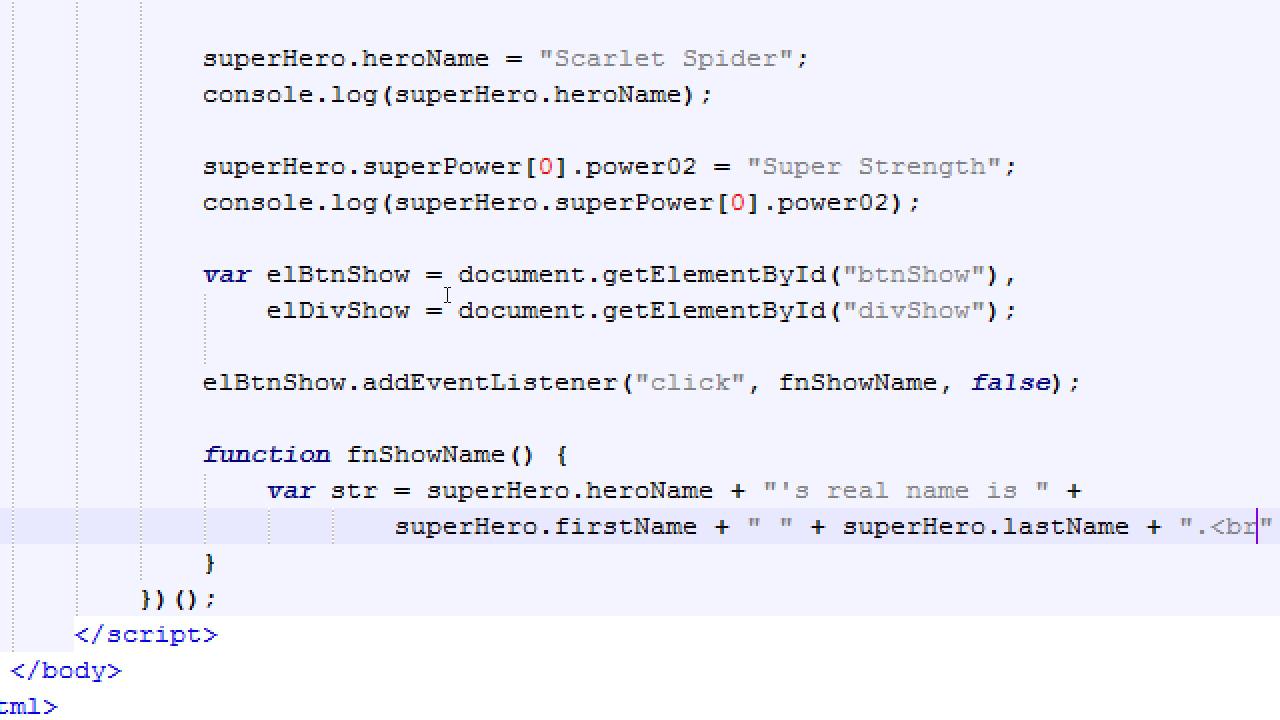 superHero.heroName = "Scarlet Spider";
console.log(superHero.heroName);
superHero.superPower[0].power02 = "Super Strength";
console.log(superHero.superPower[0].power02);
var elBtnShow = document.getElementById("btnShow"),
elDivShow = document.getElementById("divShow");
elBtnShow.addEventListener("click", fnShowName, false);
function fnShowName() {
var str = superHero.heroName + "'s real name is " +
superHero.firstName + " " + superHero.lastName + ".<br"
}
})();
</script>
</body>
tml>